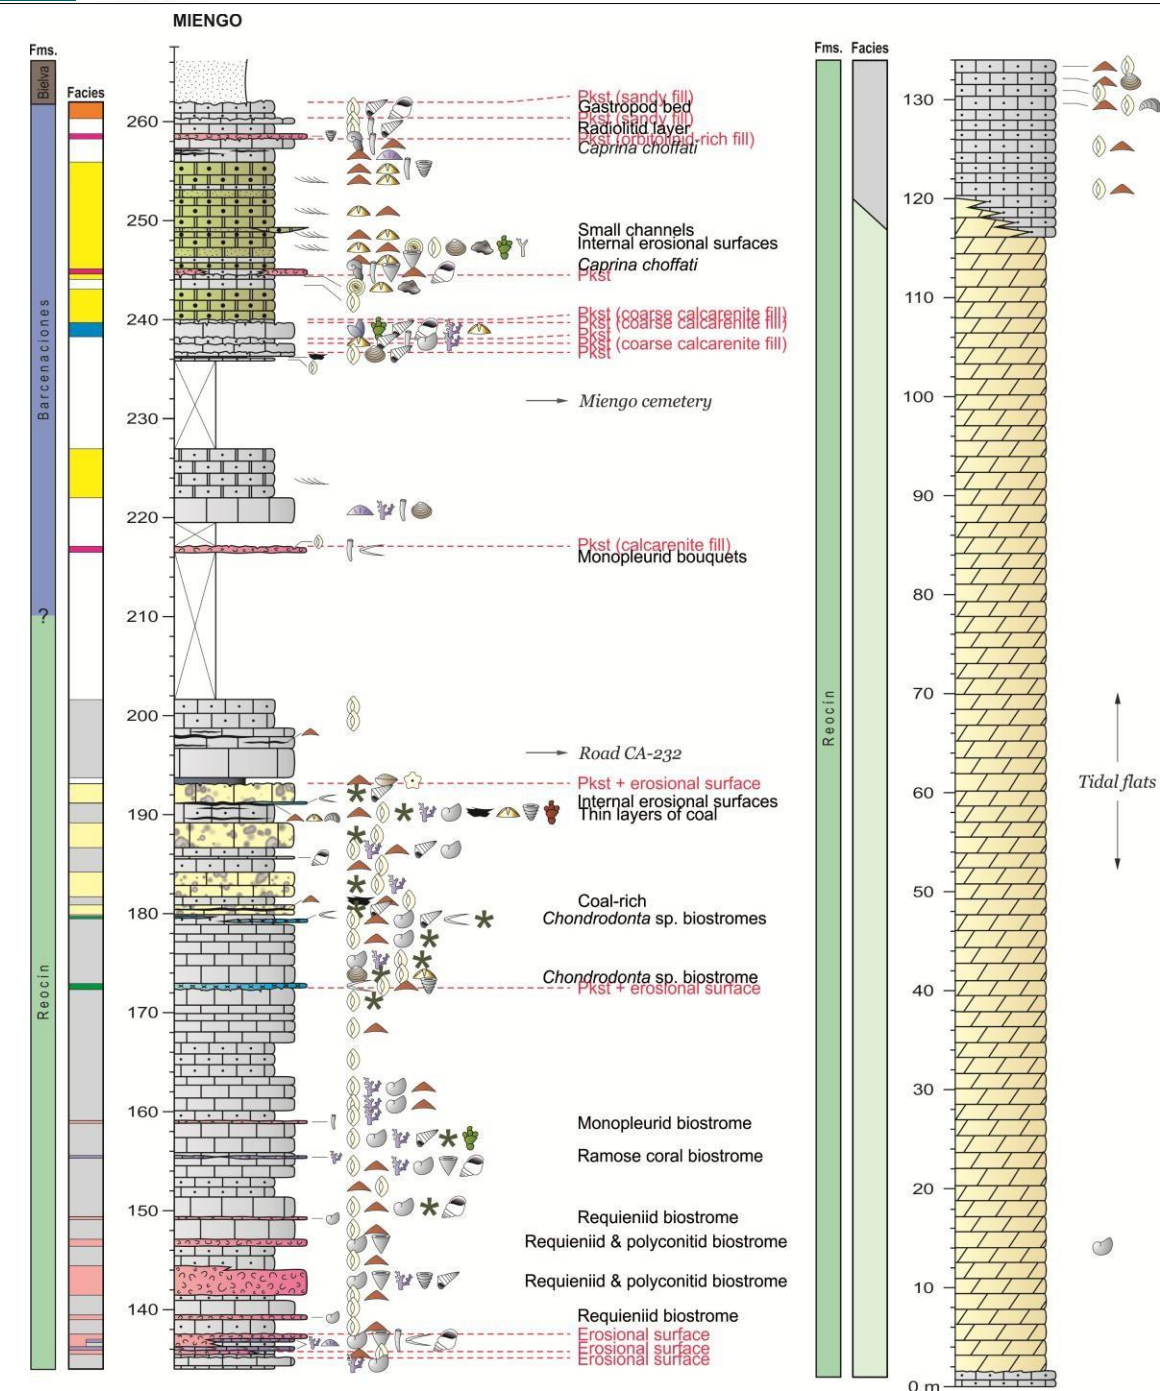 MIENGO
Fms.
Facies
Bielva
Barcenaciones
?
Reocín
260
250
240
230
220
210
200
190
180
170
160
150
140
Pkst (sandy fill)
Gastropod bed
Pkst (sandy fill)
Radiolitid layer
Pkst (orbitolinid-rich fill)
Caprina choffati
Small channels
Internal erosional surfaces
Caprina choffati
Pkst
Pkst (coarse calcarenite fill)
Pkst (coarse calcarenite fill)
Pkst
Pkst (coarse calcarenite fill)
Pkst
Miengo cemetery
Pkst (calcarenite fill)
Monopleurid bouquets
Road CA-232
Pkst + erosional surface
Internal erosional surfaces
Thin layers of coal
Coal-rich
Chondrodonta sp. biostromes
Chondrodonta sp. biostrome
Pkst + erosional surface
Monopleurid biostrome
Ramose coral biostrome
Requieniid biostrome
Requieniid & polyconitid biostrome
Requieniid & polyconitid biostrome
Requieniid biostrome
Erosional surface
Erosional surface
Erosional surface
Fms. Facies
Reocín
130
120
110
100
90
80
70
60
50
40
30
20
10
0 m
Tidal flats